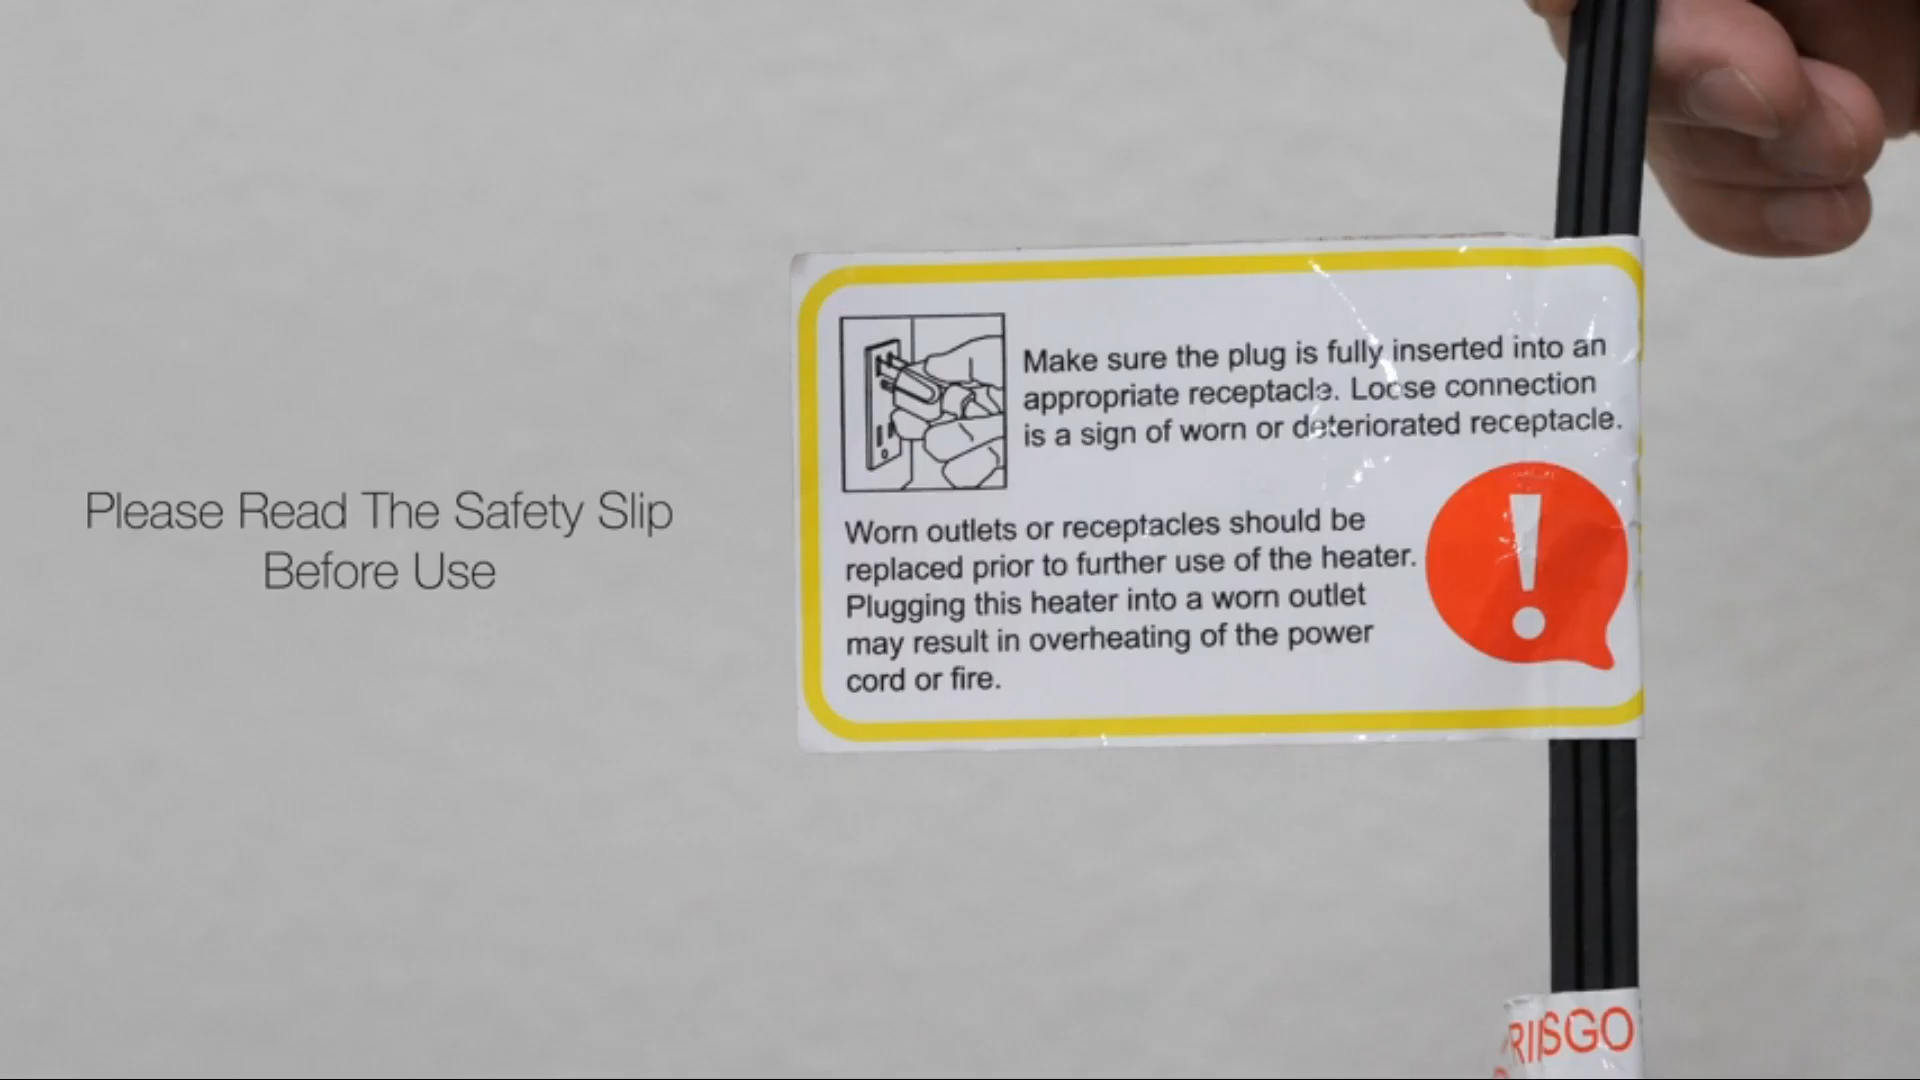 Please Read The Safety Slip
Before Use
Make sure the plug is fully inserted into an
appropriate receptacle. Loose connection
is a sign of worn or deteriorated receptacle.
Worn outlets or receptacles should be
replaced prior to further use of the heater.
Plugging this heater into a worn outlet
may result in overheating of the power
cord or fire.